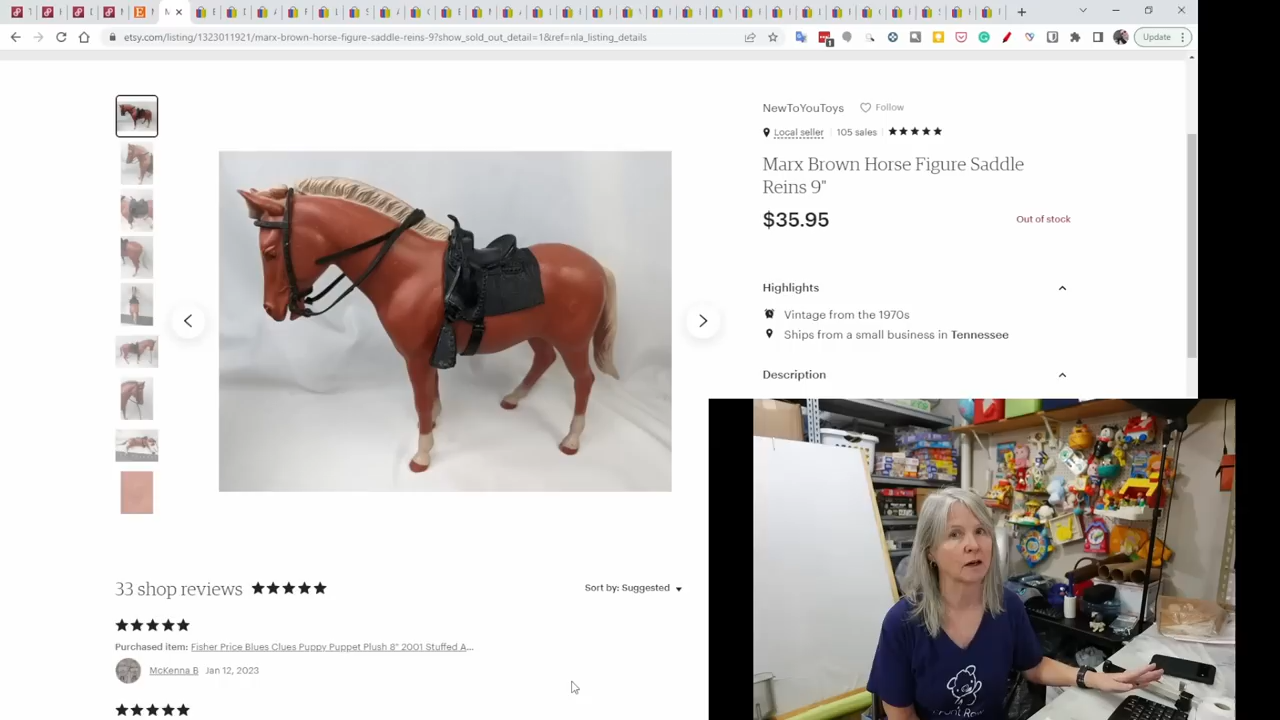 etsy.com/listing/1323011921/marx-brown-horse-figure-saddle-reins-9?show_sold_out_detail=1&ref=nla_listing_details
Update
NewToYouToys
Follow
Local seller
105 sales
Marx Brown Horse Figure Saddle
Reins 9"
$35.95
Out of stock
Highlights
Vintage from the 1970s
Ships from a small business in Tennessee
Description
33 shop reviews
Sort by: Suggested
Purchased item: Fisher Price Blues Clues Puppy Puppet Plush 8" 2001 Stuffed A...
McKenna B Jan 12, 2023